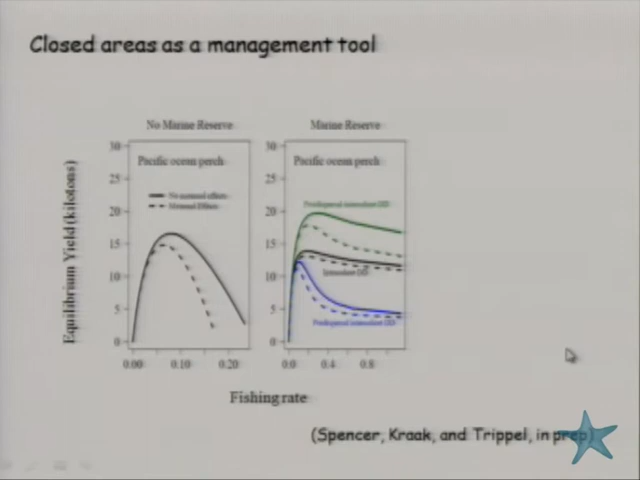 Closed areas as a management tool
No Marine Reserve
Marine Reserve
Equilibrium Yield (kilotons)
30
25
20
15
10
5
0
Pacific ocean perch
No maternal effects
Maternal Effects
0.00
0.10
0.20
30
25
20
15
10
5
0
Pacific ocean perch
Intracohort DD
0.0
0.4
0.8
Fishing rate
(Spencer, Kraak, and Trippel, in prep)